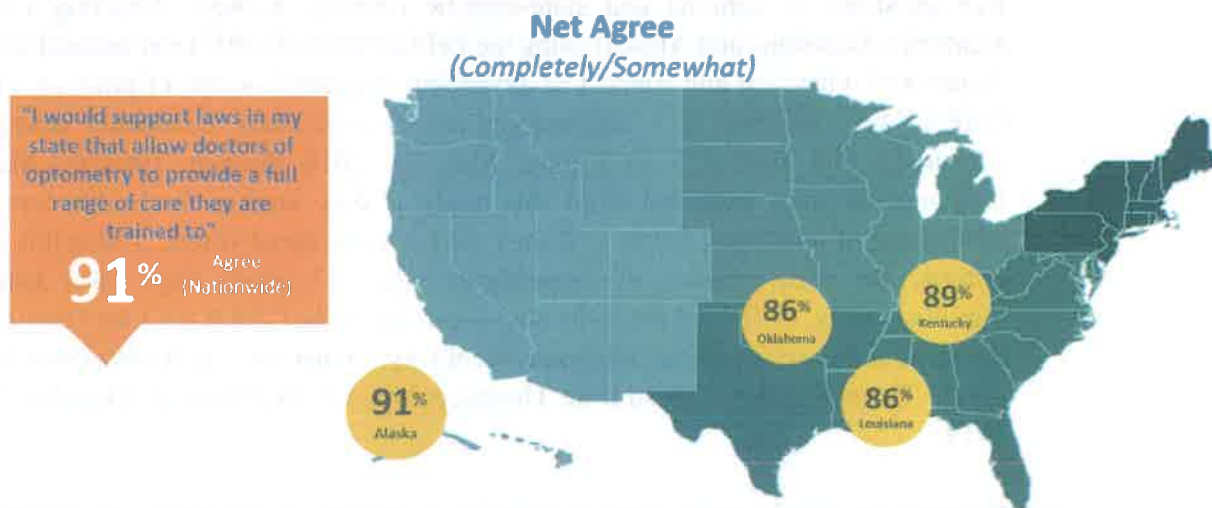 Net Agree
(Completely/Somewhat)
"I would support laws in my
state that allow doctors of
optometry to provide a full
range of care they are
trained to"
91% Agree
(Nationwide)
86%
Oklahoma
89%
Kentucky
91%
Alaska
86%
Louisiana